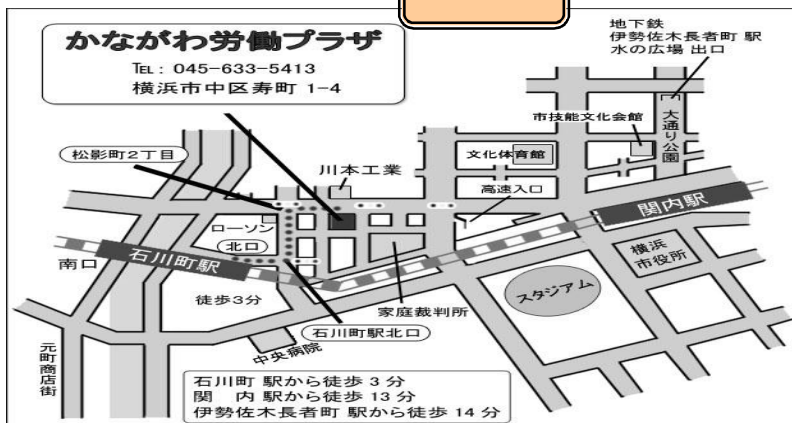 かながわ労働プラザ
℡: 045-633-5413
横浜市中区寿町 1-4
地下鉄
伊勢佐木長者町 駅
水の広場 出口
市技能文化会館
大通り公園
松影町2丁目
川本工業
文化体育館
高速入口
ローソン
北口
関内駅
石川町駅
南口
横浜
市役所
スタジアム
徒歩3分
家庭裁判所
石川町駅北口
中央病院
元町商店街
石川町 駅から徒歩 3 分
関 内 駅から徒歩 13 分
伊勢佐木長者町 駅から徒歩 14 分